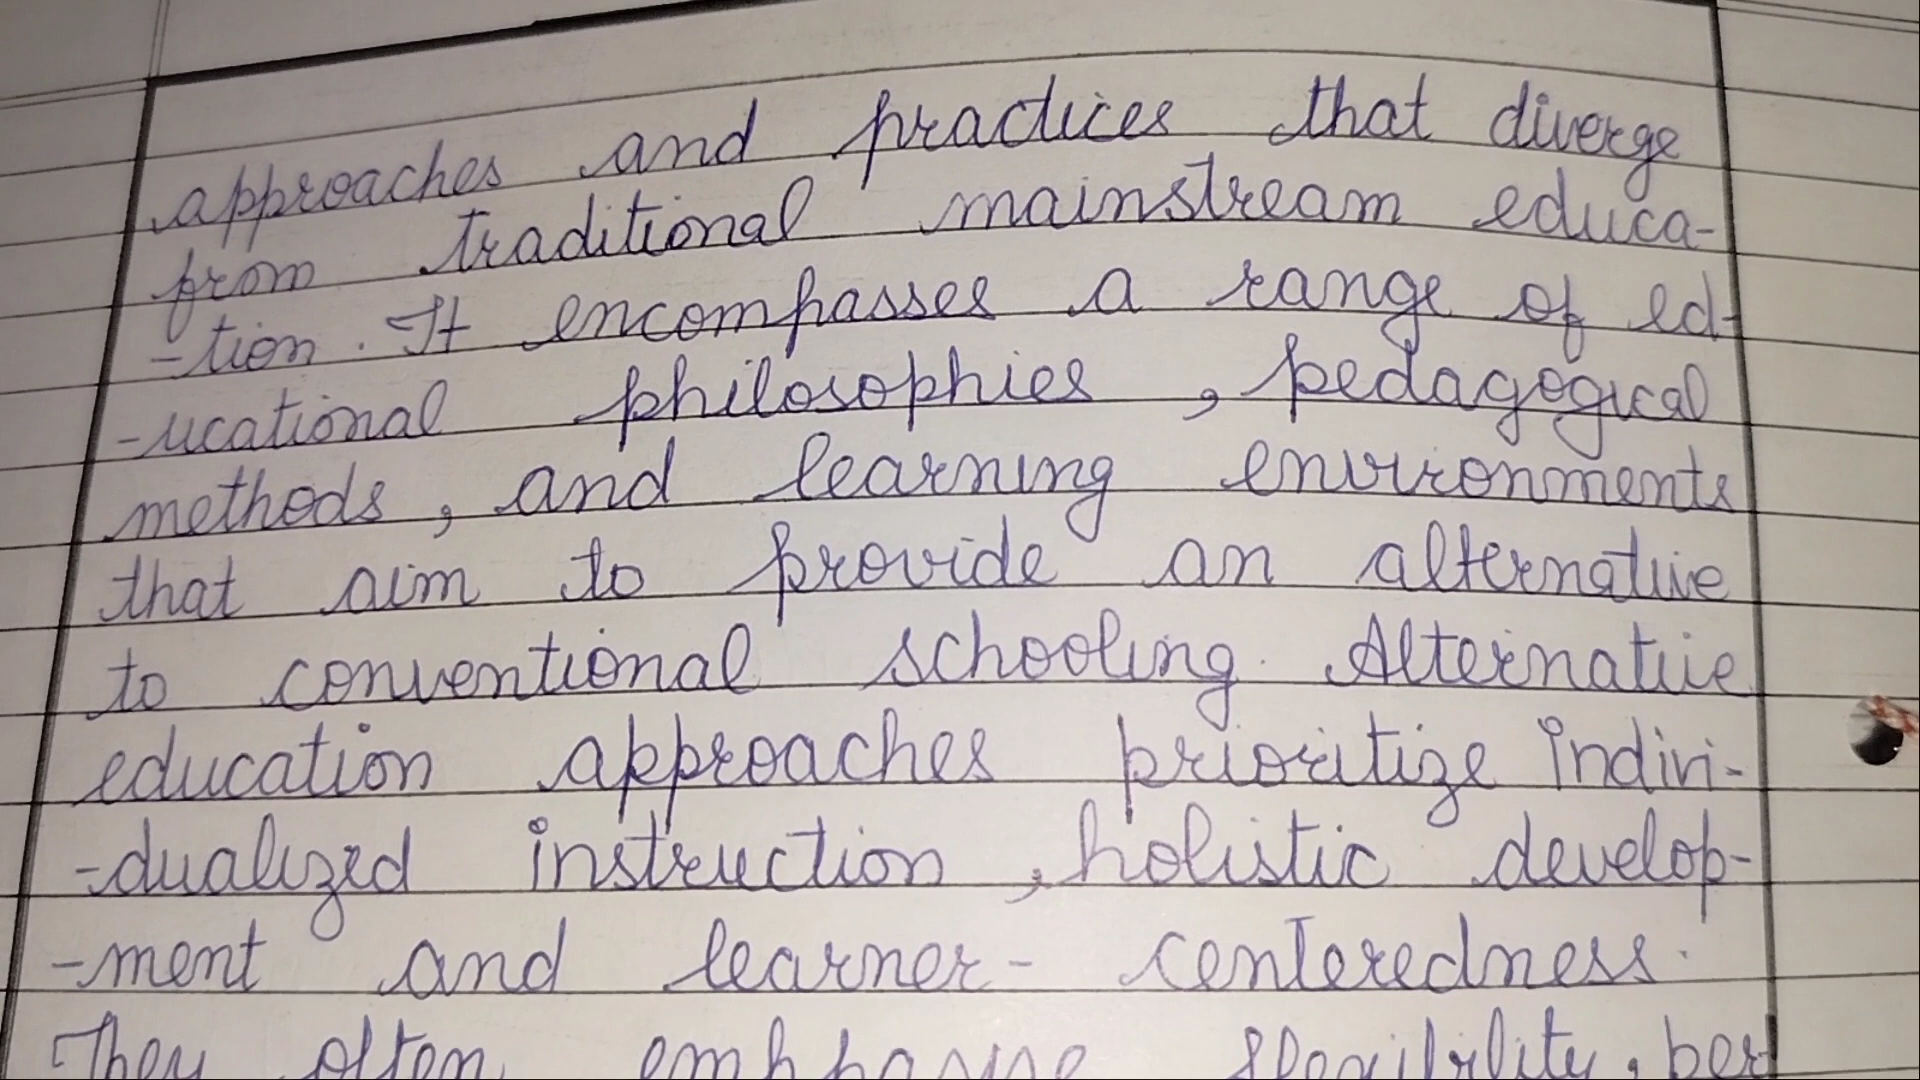 approaches and practices that diverge
from traditional mainstream educa-
-tion. It encompasses a range of ed-
-ucational philosophies, pedagogical
methods, and learning environments
that aim to provide an alternative
to conventional schooling. Alternative
education approaches prioritize indivi-
-dualized instruction, holistic develop-
-ment and learner- centeredness.
They often